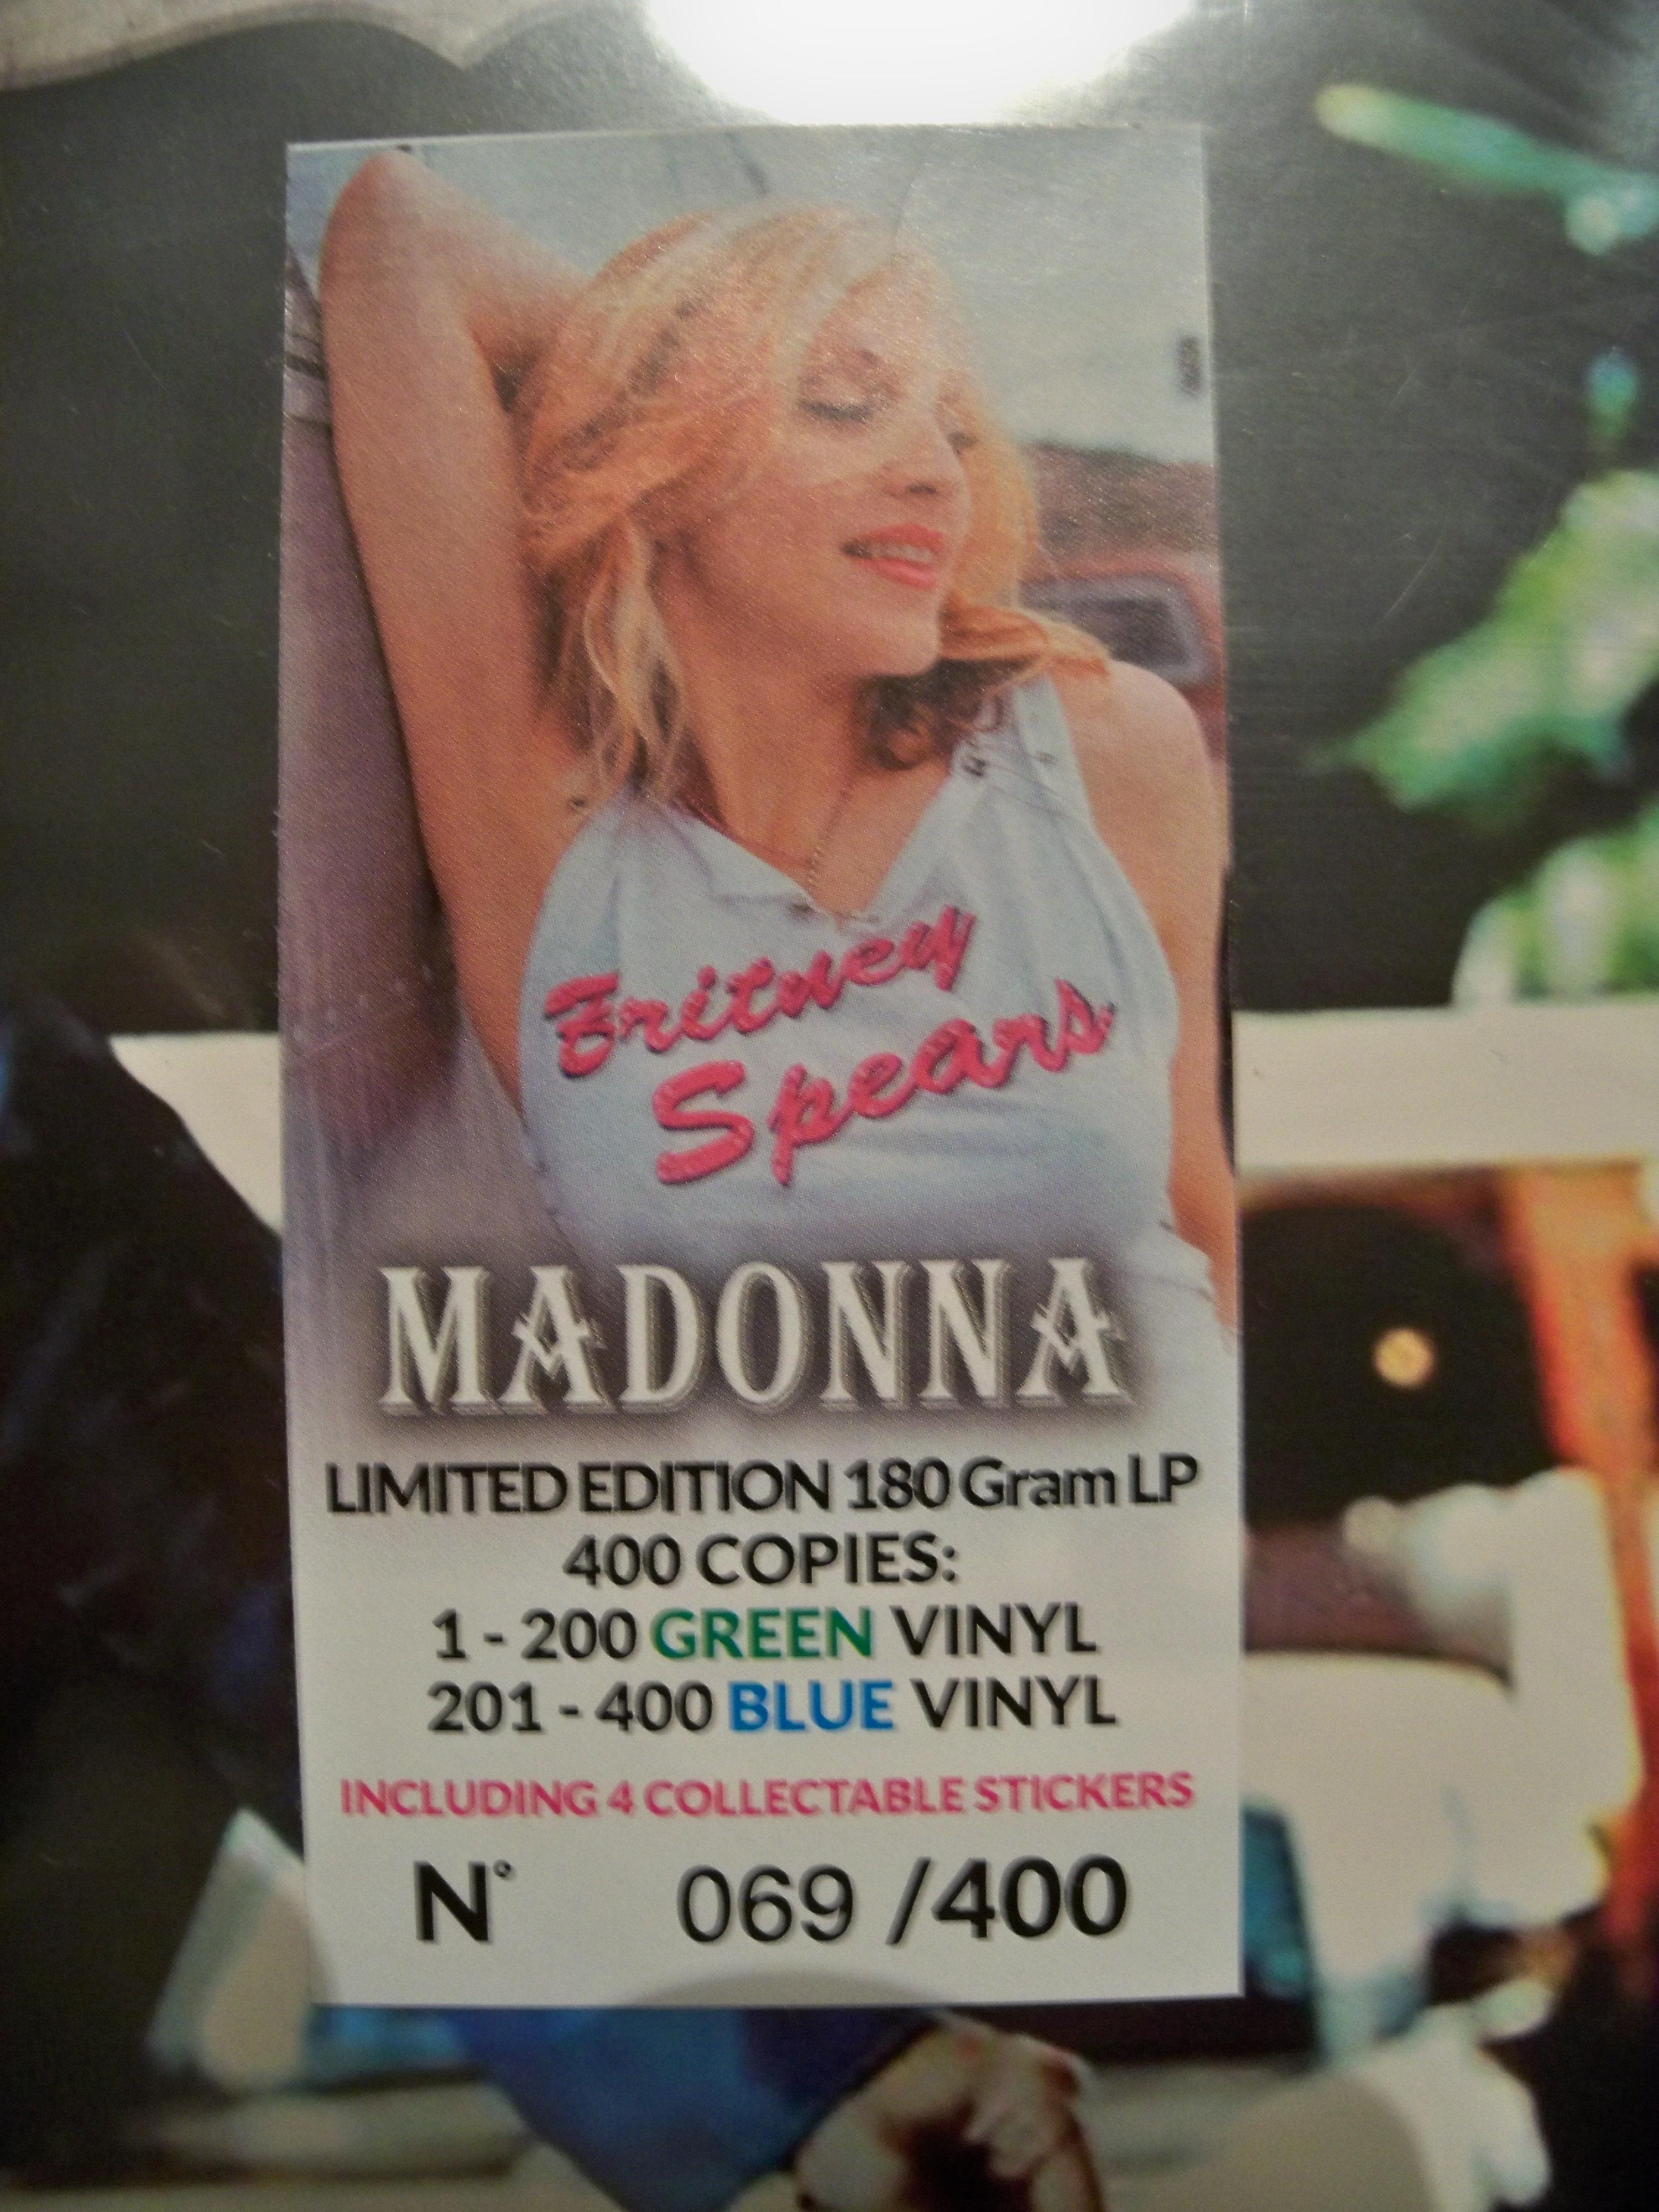 Britney
Spears
MADONNA
LIMITED EDITION 180 Gram LP
400 COPIES:
1 - 200 GREEN VINYL
201 - 400 BLUE VINYL
INCLUDING 4 COLLECTABLE STICKERS
N° 069 /400